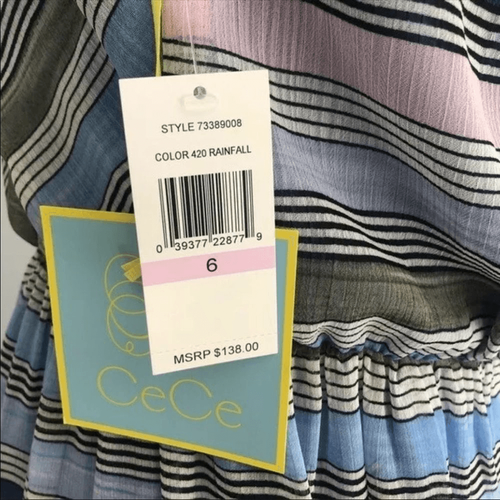 STYLE 73389008
COLOR 420 RAINFALL
0 39377 22877 9
6
MSRP $138.00
CeCe